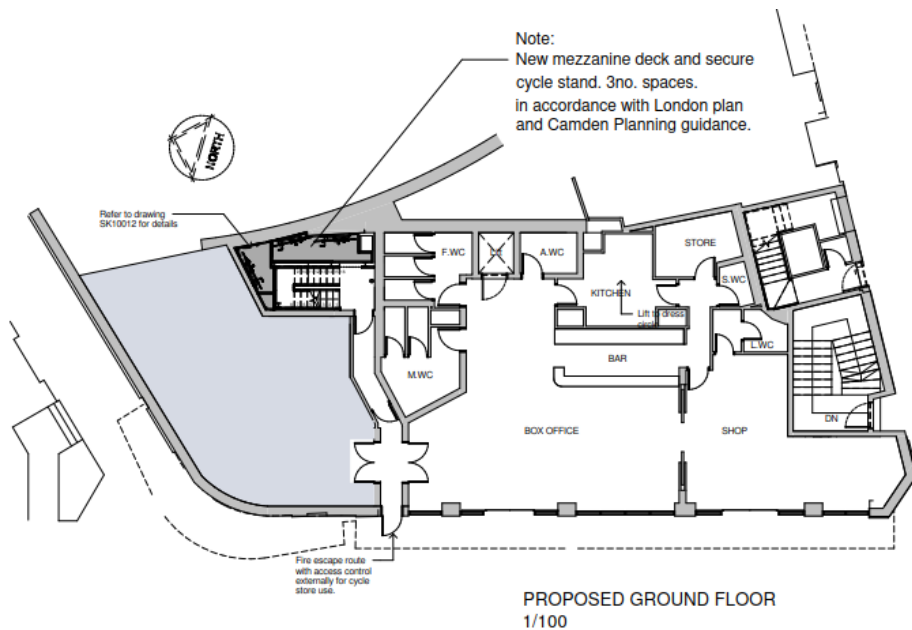 Note:
New mezzanine deck and secure
cycle stand. 3no. spaces.
in accordance with London plan
and Camden Planning guidance.
NORTH
Refer to drawing
SK10012 for details
F.WC
A.WC
STORE
S.WC
KITCHEN
Lift to dress
circle
L.WC
BAR
M.WC
BOX OFFICE
SHOP
DN
Fire escape route
with access control
externally for cycle
store use.
PROPOSED GROUND FLOOR
1/100